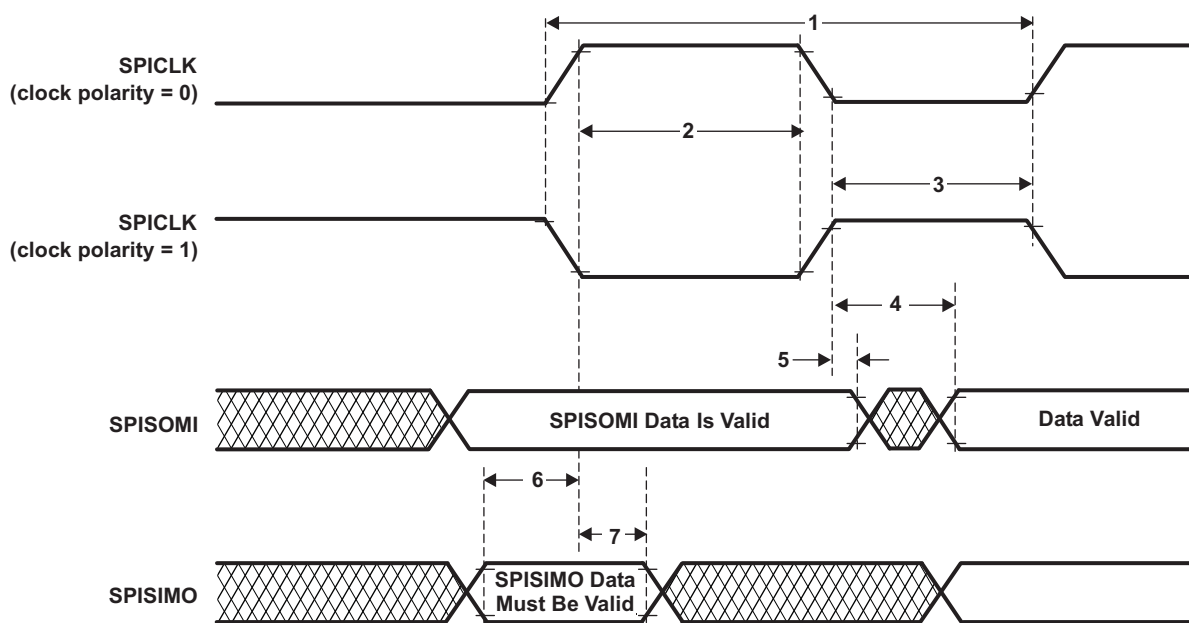 1
SPICLK
(clock polarity = 0)
2
3
SPICLK
(clock polarity = 1)
4
5
SPISOMI
SPISOMI Data Is Valid
Data Valid
6
7
SPISIMO
SPISIMO Data
Must Be Valid